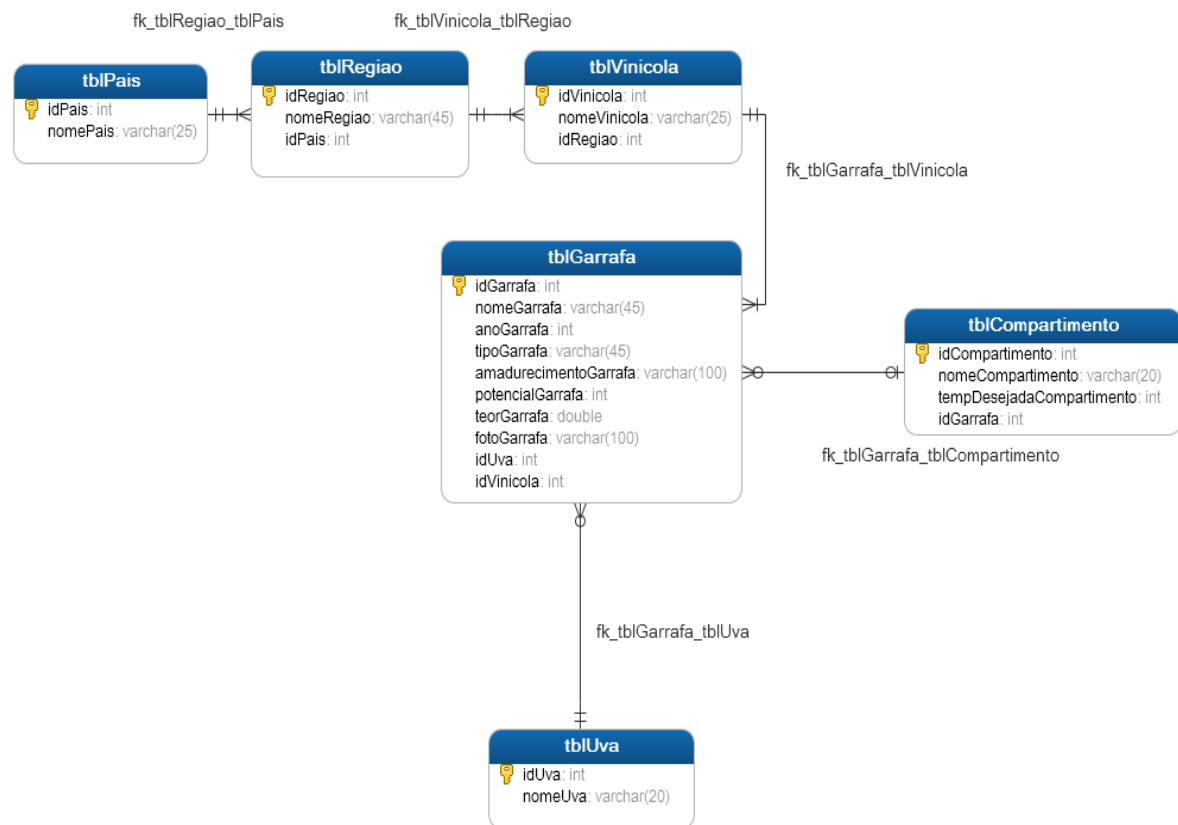 fk_tblRegiao_tblPais
fk_tblVinicola_tblRegiao
tblPais
idPais: int
nomePais: varchar(25)
tblRegiao
idRegiao: int
nomeRegiao: varchar(45)
idPais: int
tblVinicola
idVinicola: int
nomeVinicola: varchar(25)
idRegiao: int
fk_tblGarrafa_tblVinicola
tblGarrafa
idGarrafa: int
nomeGarrafa: varchar(45)
anoGarrafa: int
tipoGarrafa: varchar(45)
amadurecimentoGarrafa: varchar(100)
potencialGarrafa: int
teorGarrafa: double
fotoGarrafa: varchar(100)
idUva: int
idVinicola: int
tblCompartimento
idCompartimento: int
nomeCompartimento: varchar(20)
tempDesejadaCompartimento: int
idGarrafa: int
fk_tblGarrafa_tblCompartimento
fk_tblGarrafa_tblUva
tblUva
idUva: int
nomeUva: varchar(20)